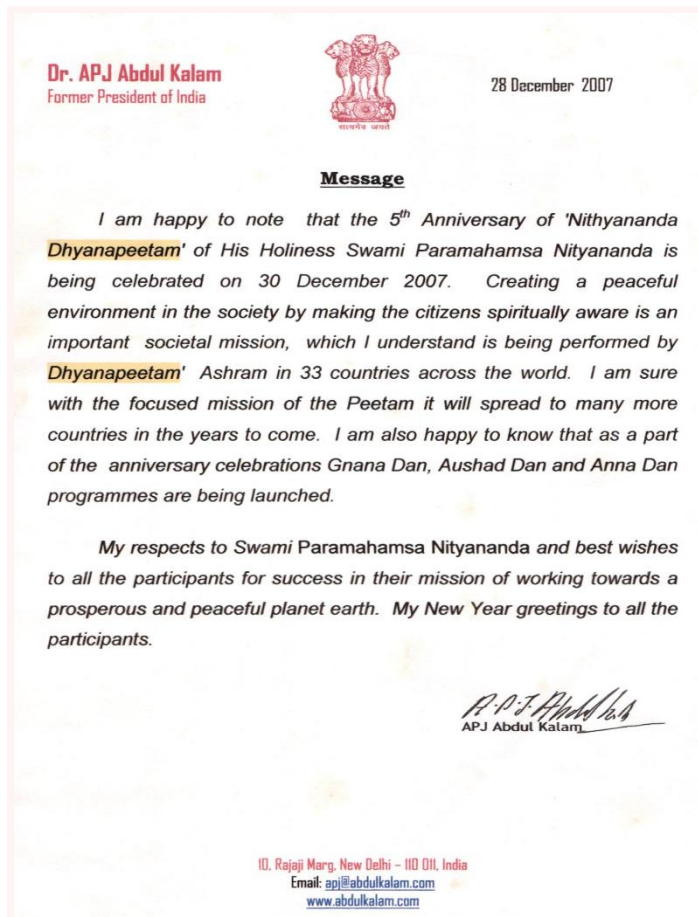 Dr. APJ Abdul Kalam
Former President of India
सत्यमेव जयते
28 December 2007
Message
I am happy to note that the 5th Anniversary of 'Nithyananda
Dhyanapeetam' of His Holiness Swami Paramahamsa Nityananda is
being celebrated on 30 December 2007. Creating a peaceful
environment in the society by making the citizens spiritually aware is an
important societal mission, which I understand is being performed by
Dhyanapeetam' Ashram in 33 countries across the world. I am sure
with the focused mission of the Peetam it will spread to many more
countries in the years to come. I am also happy to know that as a part
of the anniversary celebrations Gnana Dan, Aushad Dan and Anna Dan
programmes are being launched.
My respects to Swami Paramahamsa Nityananda and best wishes
to all the participants for success in their mission of working towards a
prosperous and peaceful planet earth. My New Year greetings to all the
participants.
A.P.J. Abdul Kalam
APJ Abdul Kalam
10, Rajaji Marg, New Delhi – 110 011, India
Email: apj@abdulkalam.com
www.abdulkalam.com